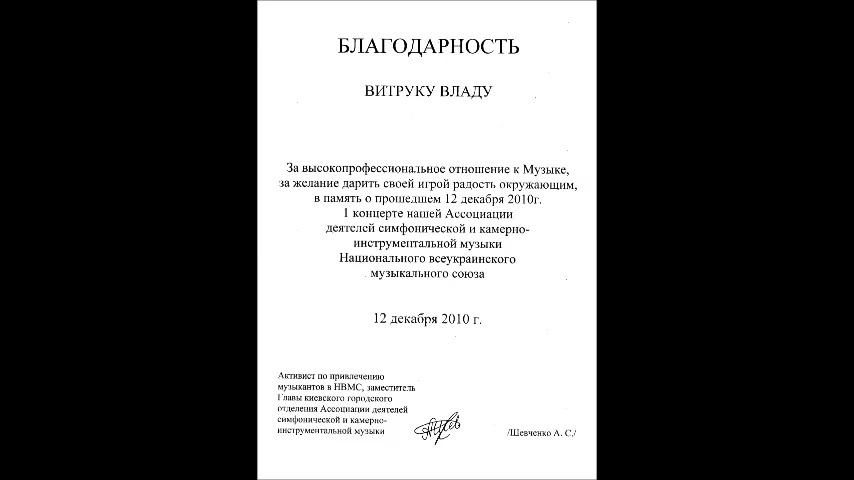 БЛАГОДАРНОСТЬ
ВИТРУКУ ВЛАДУ
За высокопрофессиональное отношение к Музыке,
за желание дарить своей игрой радость окружающим,
в память о прошедшем 12 декабря 2010г.
1 концерте нашей Ассоциации
деятелей симфонической и камерно-
инструментальной музыки
Национального всеукраинского
музыкального союза
12 декабря 2010 г.
Активист по привлечению
музыкантов в НВМС, заместитель
Главы киевского городского
отделения Ассоциации деятелей
симфонической и камерно-
инструментальной музыки
/Шевченко А. С./